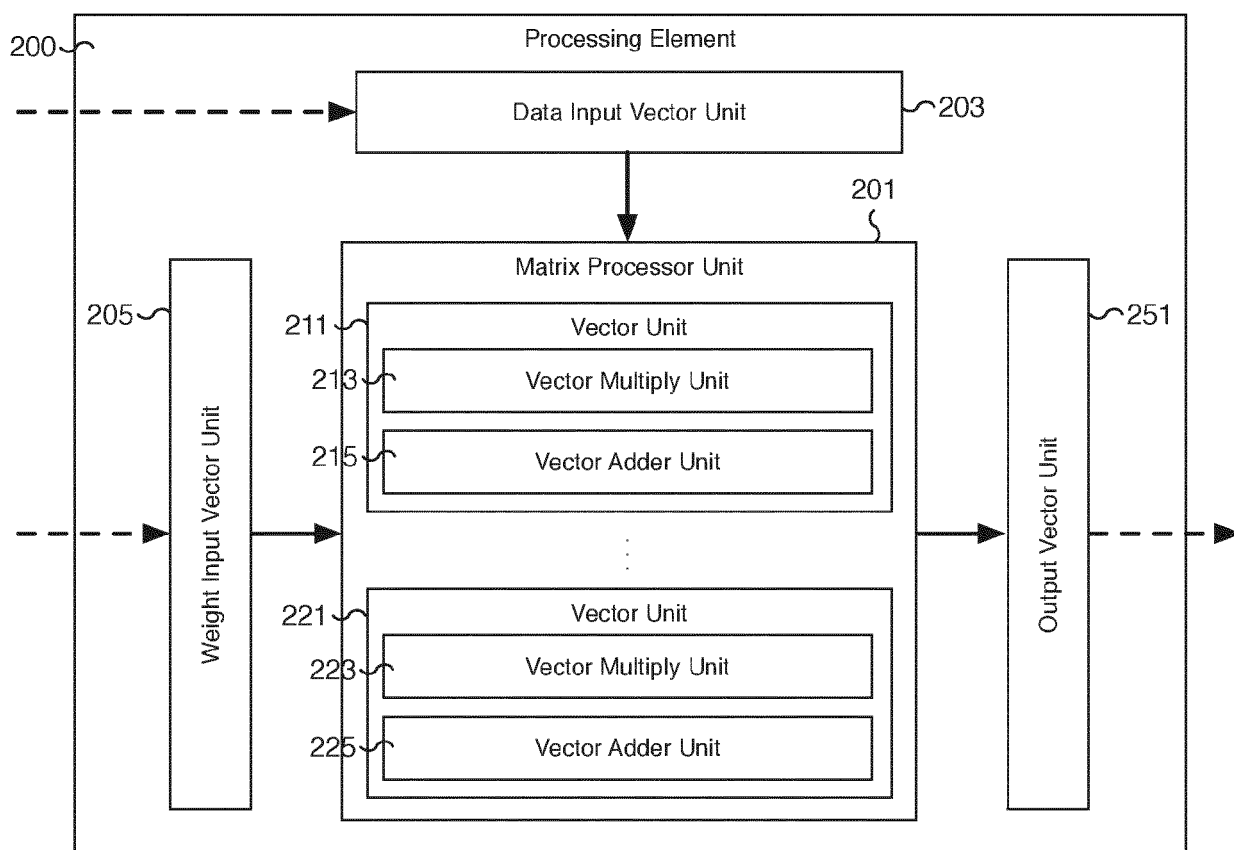 200
Processing Element
Data Input Vector Unit
203
201
Matrix Processor Unit
205
Weight Input Vector Unit
211
Vector Unit
213
Vector Multiply Unit
215
Vector Adder Unit
221
Vector Unit
223
Vector Multiply Unit
225
Vector Adder Unit
251
Output Vector Unit